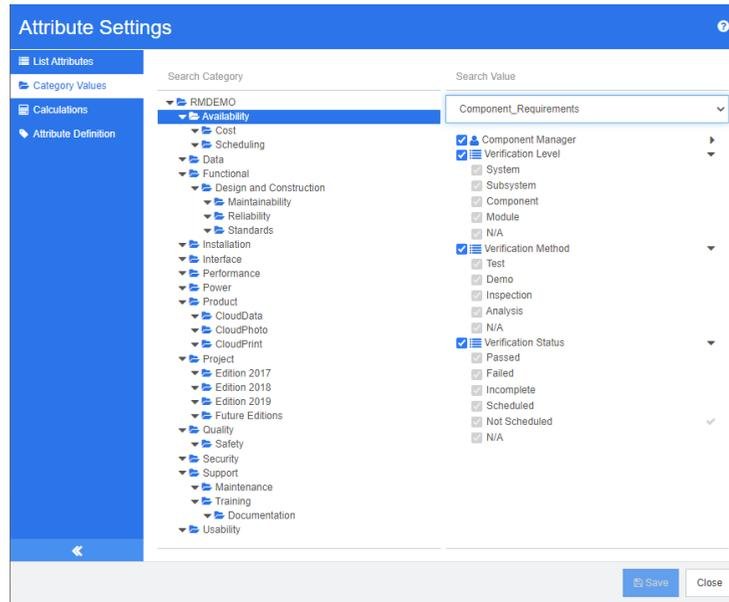 Attribute Settings
List Attributes
Category Values
Calculations
Attribute Definition
Search Category
RMDEMO
Availability
Cost
Scheduling
Data
Functional
Design and Construction
Maintainability
Reliability
Standards
Installation
Interface
Performance
Power
Product
CloudData
CloudPhoto
CloudPrint
Project
Edition 2017
Edition 2018
Edition 2019
Future Editions
Quality
Safety
Security
Support
Maintenance
Training
Documentation
Usability
Search Value
Component_Requirements
Component Manager
Verification Level
System
Subsystem
Component
Module
N/A
Verification Method
Test
Demo
Inspection
Analysis
N/A
Verification Status
Passed
Failed
Incomplete
Scheduled
Not Scheduled
N/A
Save
Close